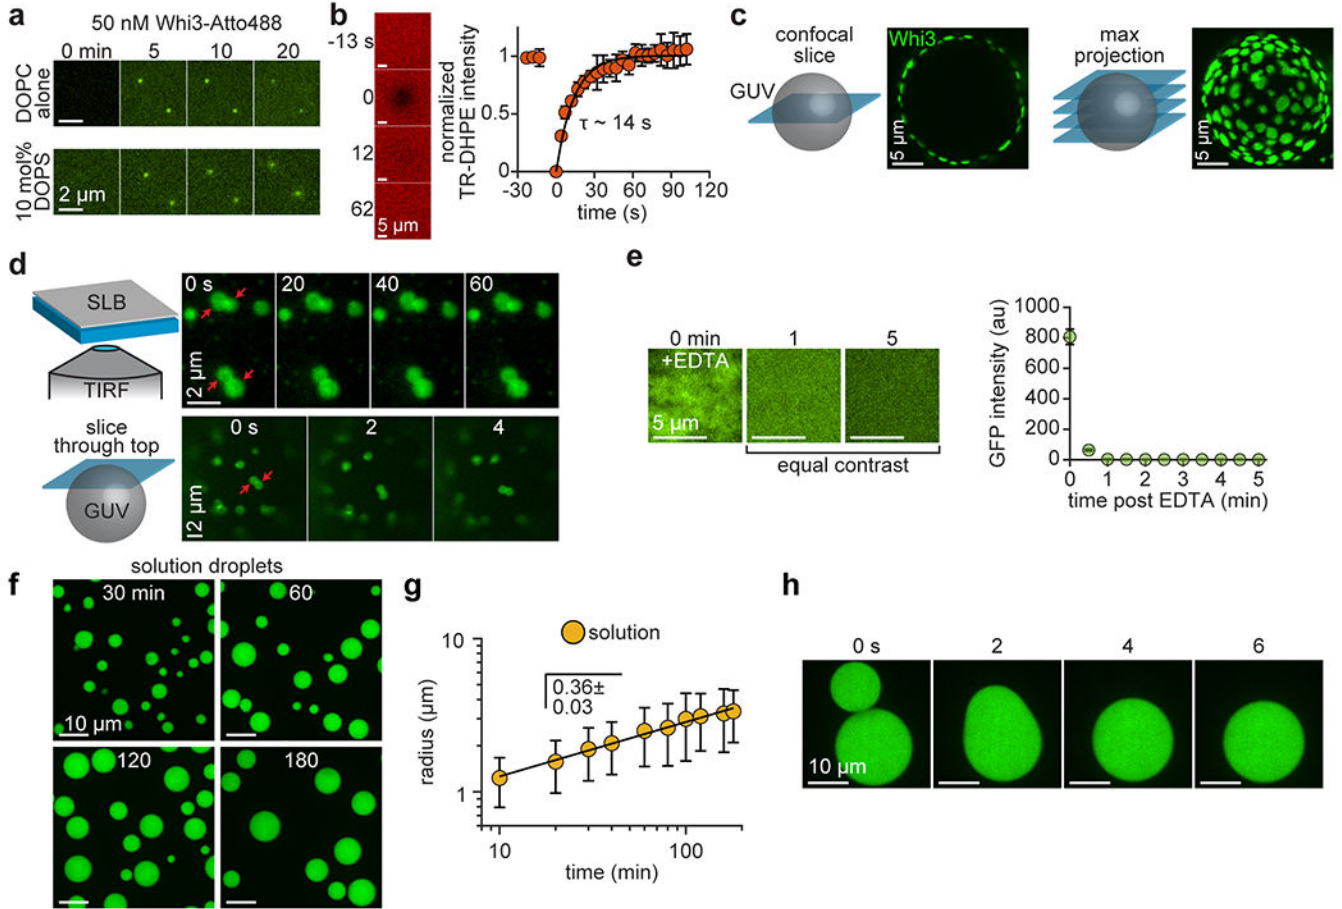 a
50 nM Whi3-Atto488
0 min 5 10 20
DOPC
alone
10 mol%
DOPS
2 µm
b
-13 s
0
12
62
5 µm
normalized
TR-DHPE intensity
1
0.5
0
τ ~ 14 s
-30 0 30 60 90 120
time (s)
c
confocal
slice
GUV
Whi3
5 µm
max
projection
5 µm
d
SLB
TIRF
0 s 20 40 60
2 µm
slice
through top
GUV
0 s 2 4
2 µm
e
0 min 1 5
+EDTA
5 µm
equal contrast
GFP intensity (au)
1000
800
600
400
200
0
0 1 2 3 4 5
time post EDTA (min)
f
solution droplets
30 min 60
10 µm
120 180
g
solution
0.36±
0.03
radius (µm)
10
1
10 100
time (min)
h
0 s 2 4 6
10 µm